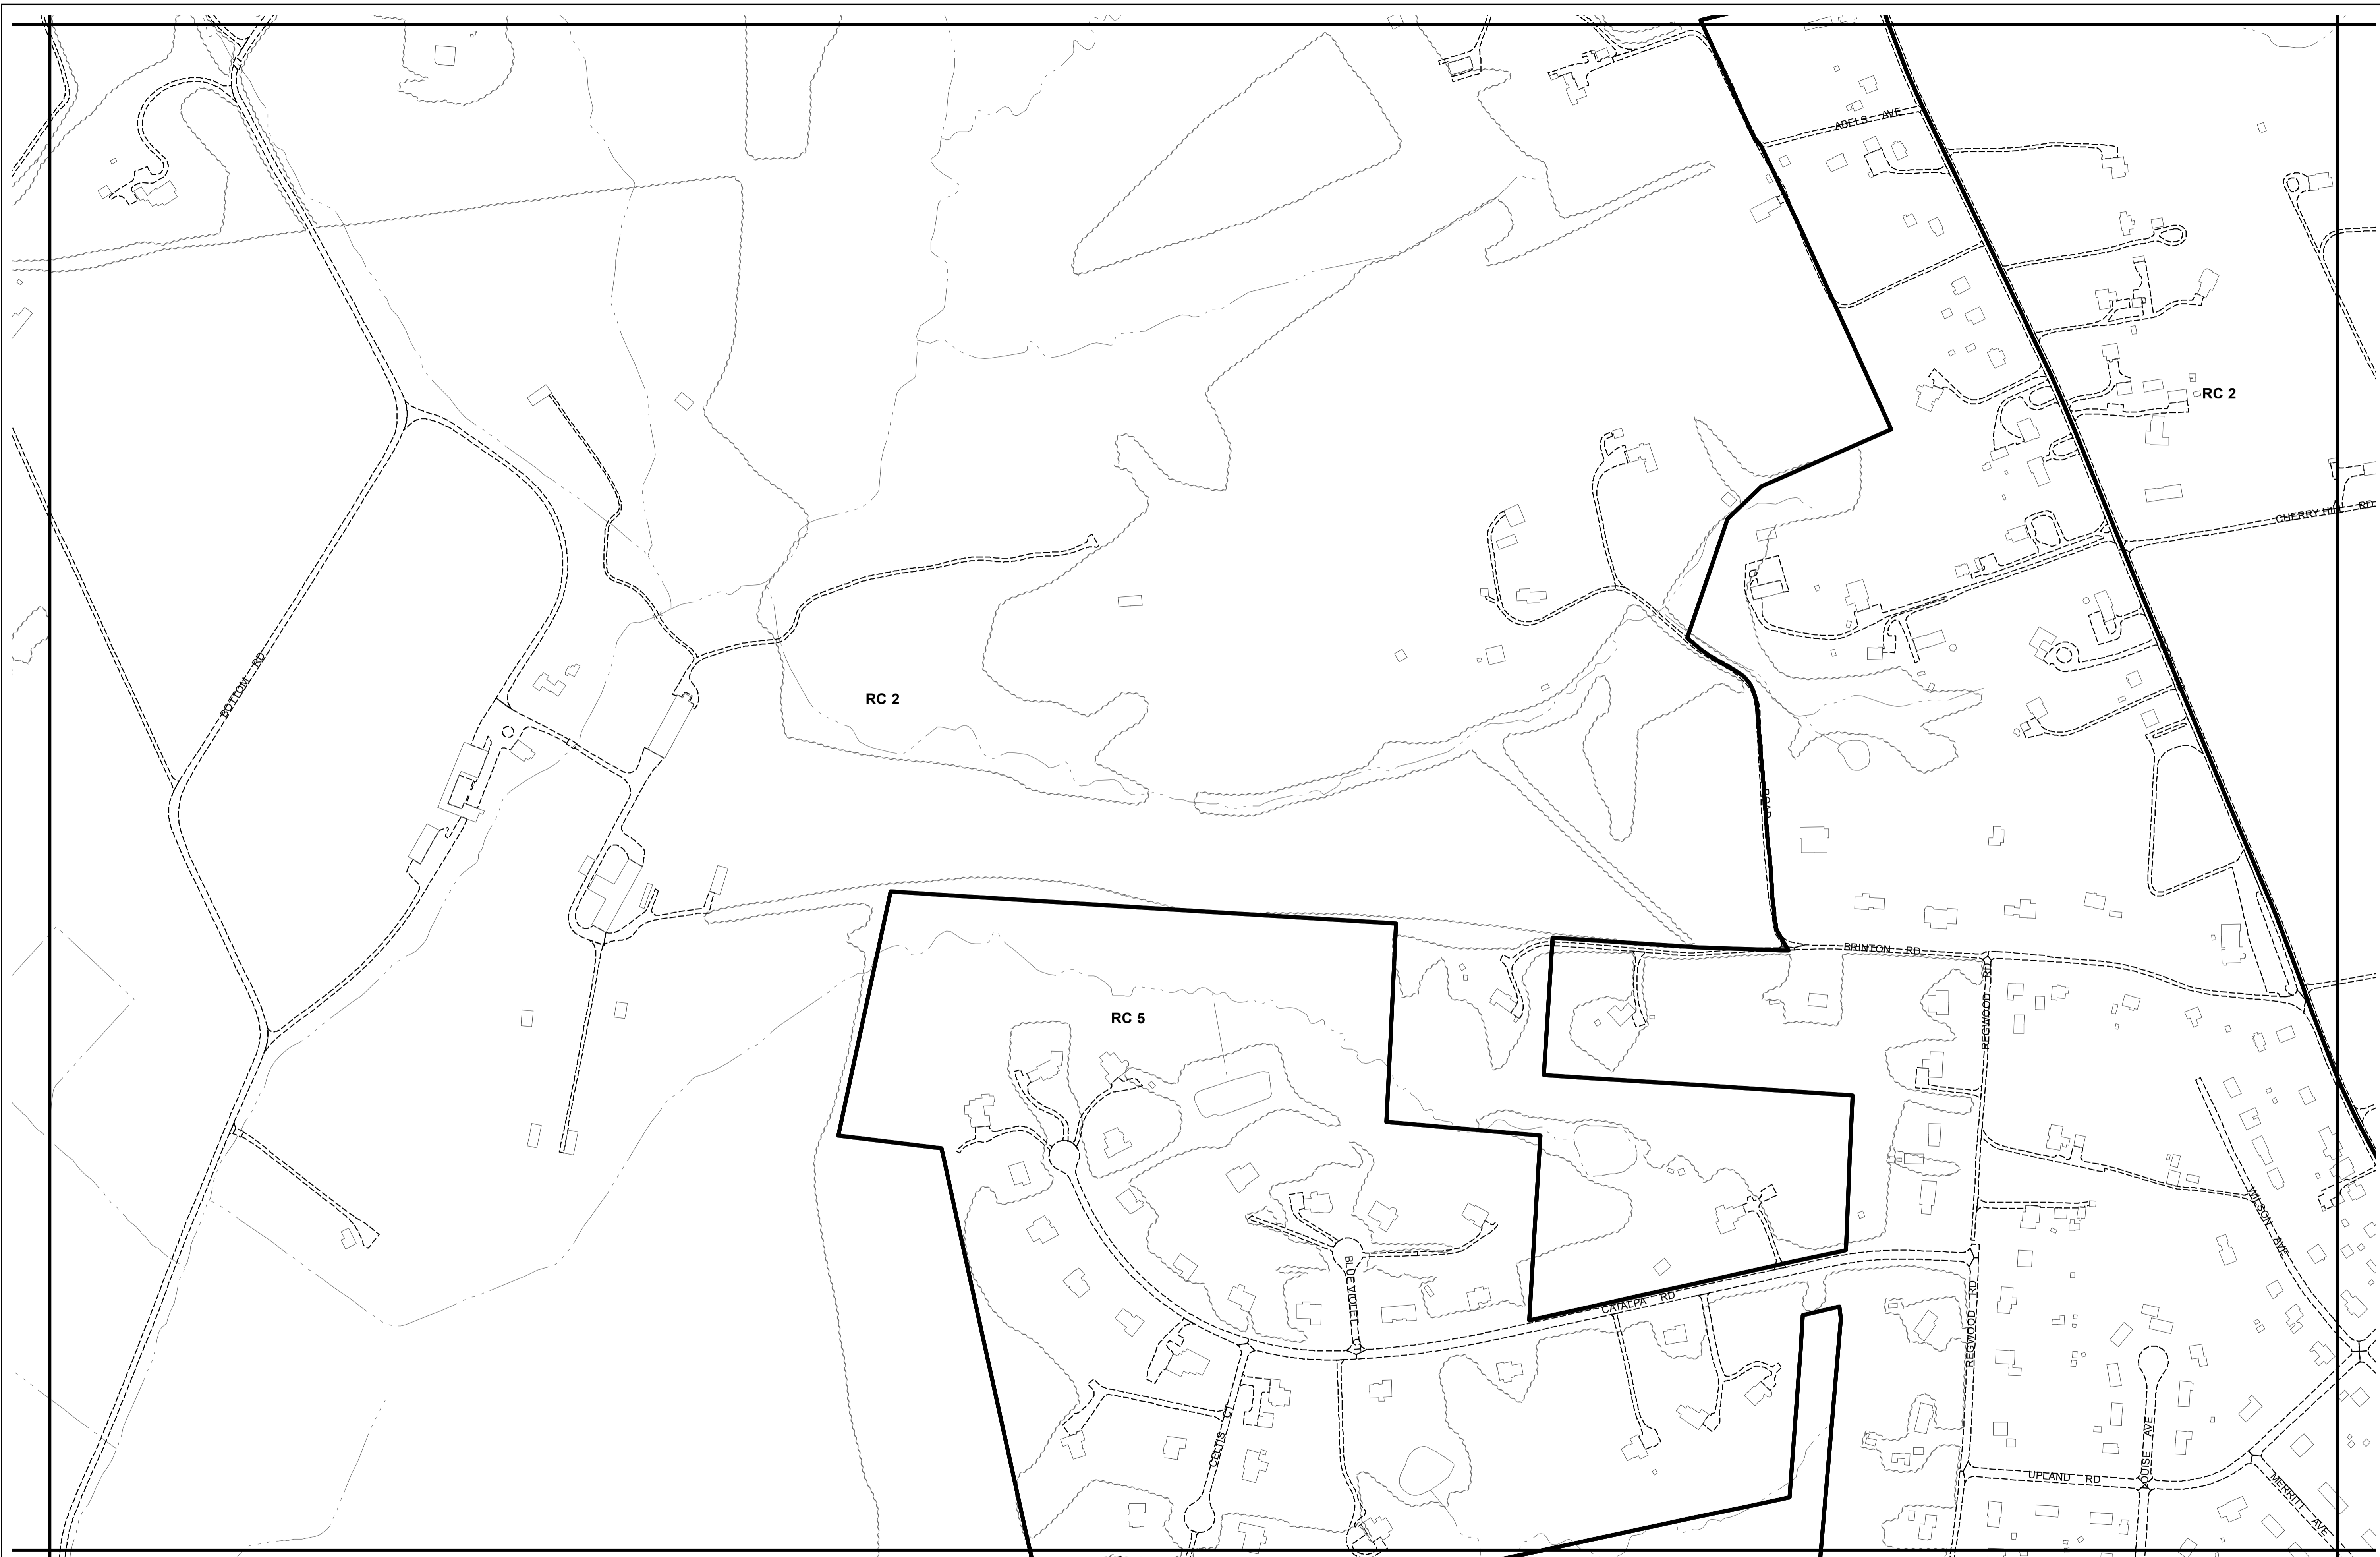 ABELS AVE
RC 2
CHERRY HILL RD
BOTTOM RD
RC 2
ROAD
BRINTON RD
REGWOOD RD
RC 5
WILSON AVE
BLUE VIOLET CT
CATALPA RD
REGWOOD RD
CELTIS CT
LOUISE AVE
UPLAND RD
MERRITT AVE